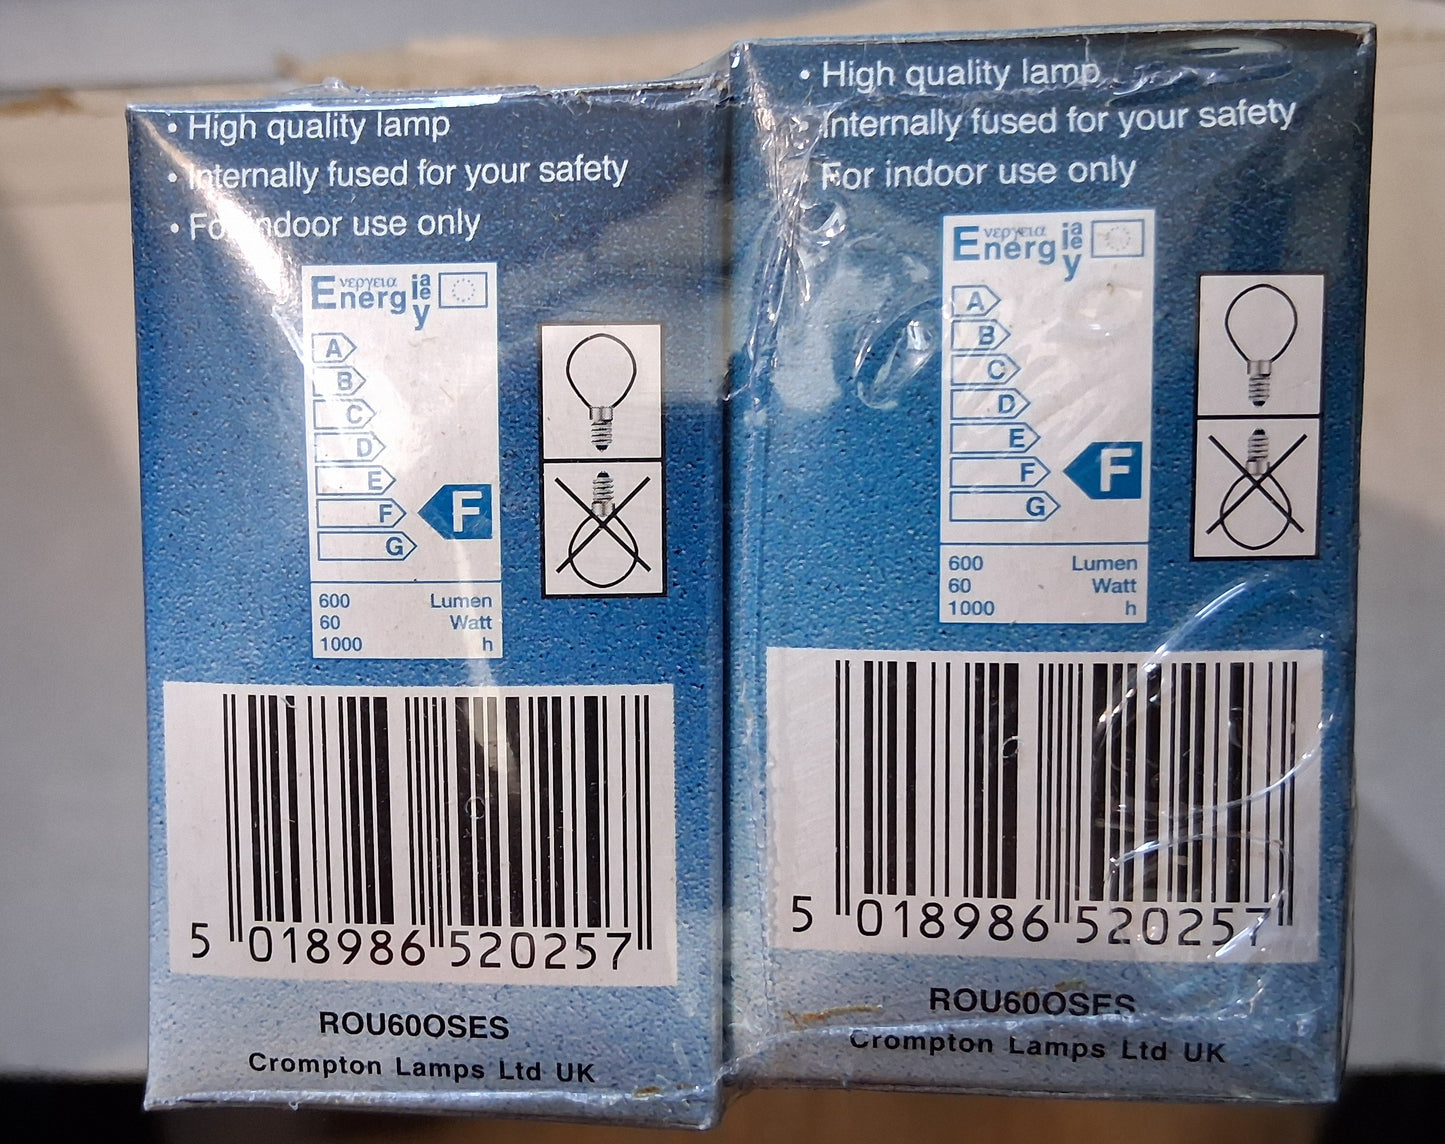 • High quality lamp
• Internally fused for your safety
• For indoor use only
Ενεργεια
Energ ia
ie
y
A
B
C
D
E
F
G
F
600 Lumen
60 Watt
1000 h
5 018986 520257
ROU60OSES
Crompton Lamps Ltd UK
• High quality lamp
• Internally fused for your safety
• For indoor use only
Ενεργεια
Energ ia
ie
y
A
B
C
D
E
F
G
F
600 Lumen
60 Watt
1000 h
5 018986 520257
ROU60OSES
Crompton Lamps Ltd UK